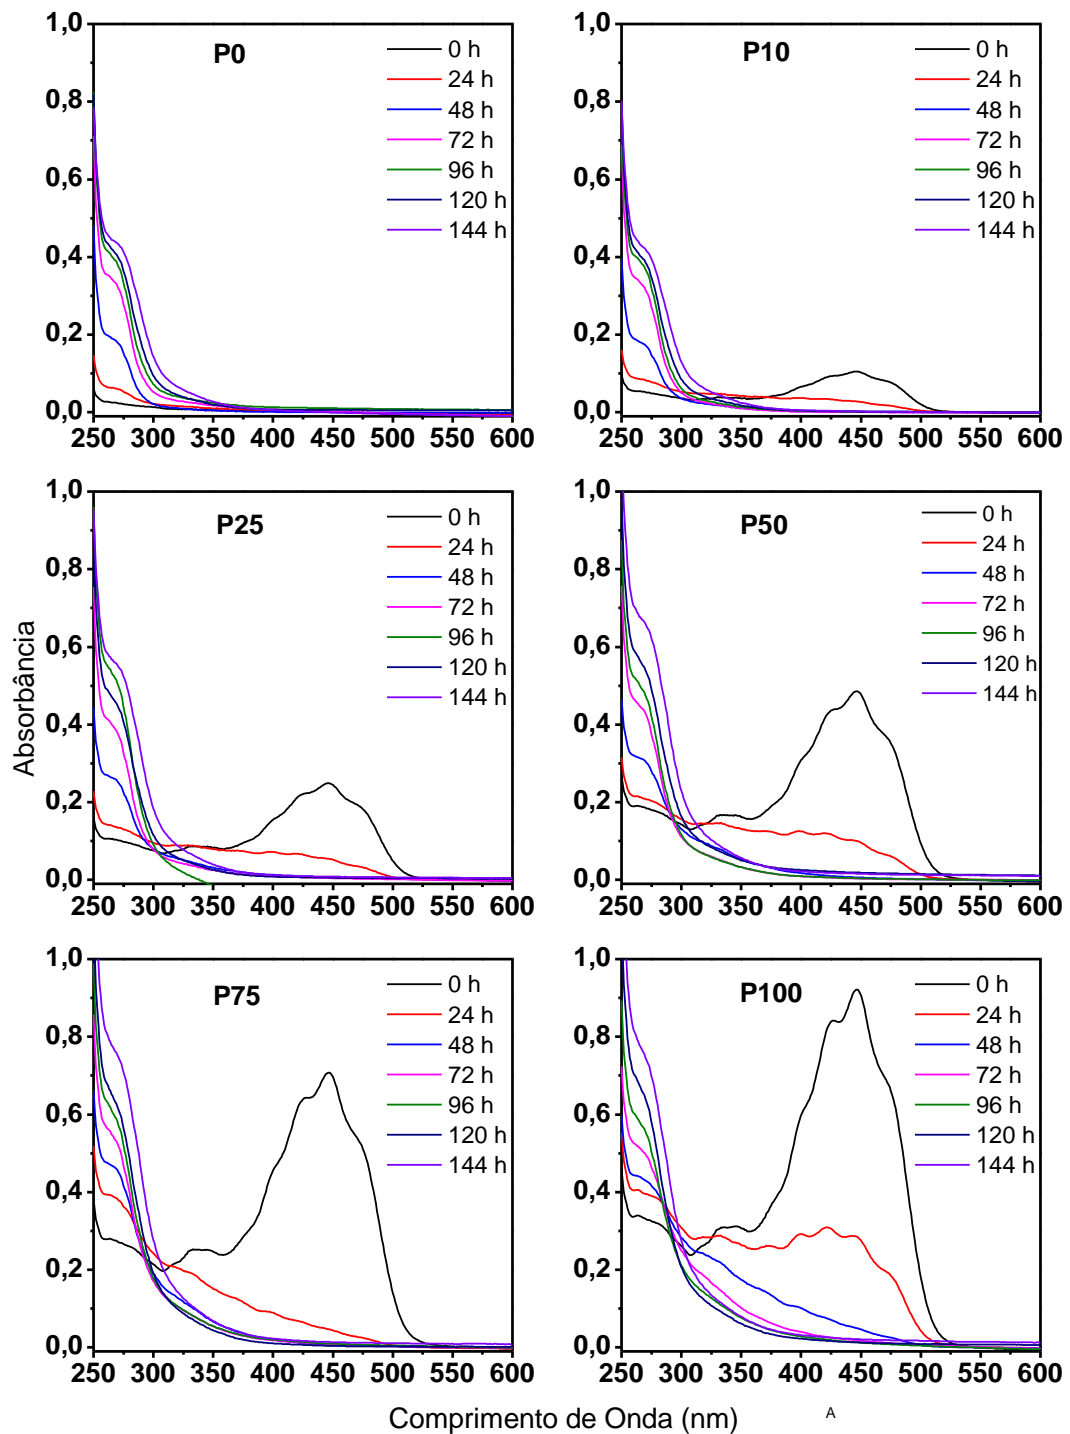 P0
1,0
0,8
0,6
0,4
0,2
0,0
250 300 350 400 450 500 550 600
0 h
24 h
48 h
72 h
96 h
120 h
144 h
P10
1,0
0,8
0,6
0,4
0,2
0,0
250 300 350 400 450 500 550 600
0 h
24 h
48 h
72 h
96 h
120 h
144 h
P25
1,0
0,8
0,6
0,4
0,2
0,0
250 300 350 400 450 500 550 600
0 h
24 h
48 h
72 h
96 h
120 h
144 h
P50
1,0
0,8
0,6
0,4
0,2
0,0
250 300 350 400 450 500 550 600
0 h
24 h
48 h
72 h
96 h
120 h
144 h
Absorbância
P75
1,0
0,8
0,6
0,4
0,2
0,0
250 300 350 400 450 500 550 600
0 h
24 h
48 h
72 h
96 h
120 h
144 h
P100
1,0
0,8
0,6
0,4
0,2
0,0
250 300 350 400 450 500 550 600
0 h
24 h
48 h
72 h
96 h
120 h
144 h
Comprimento de Onda (nm)
A